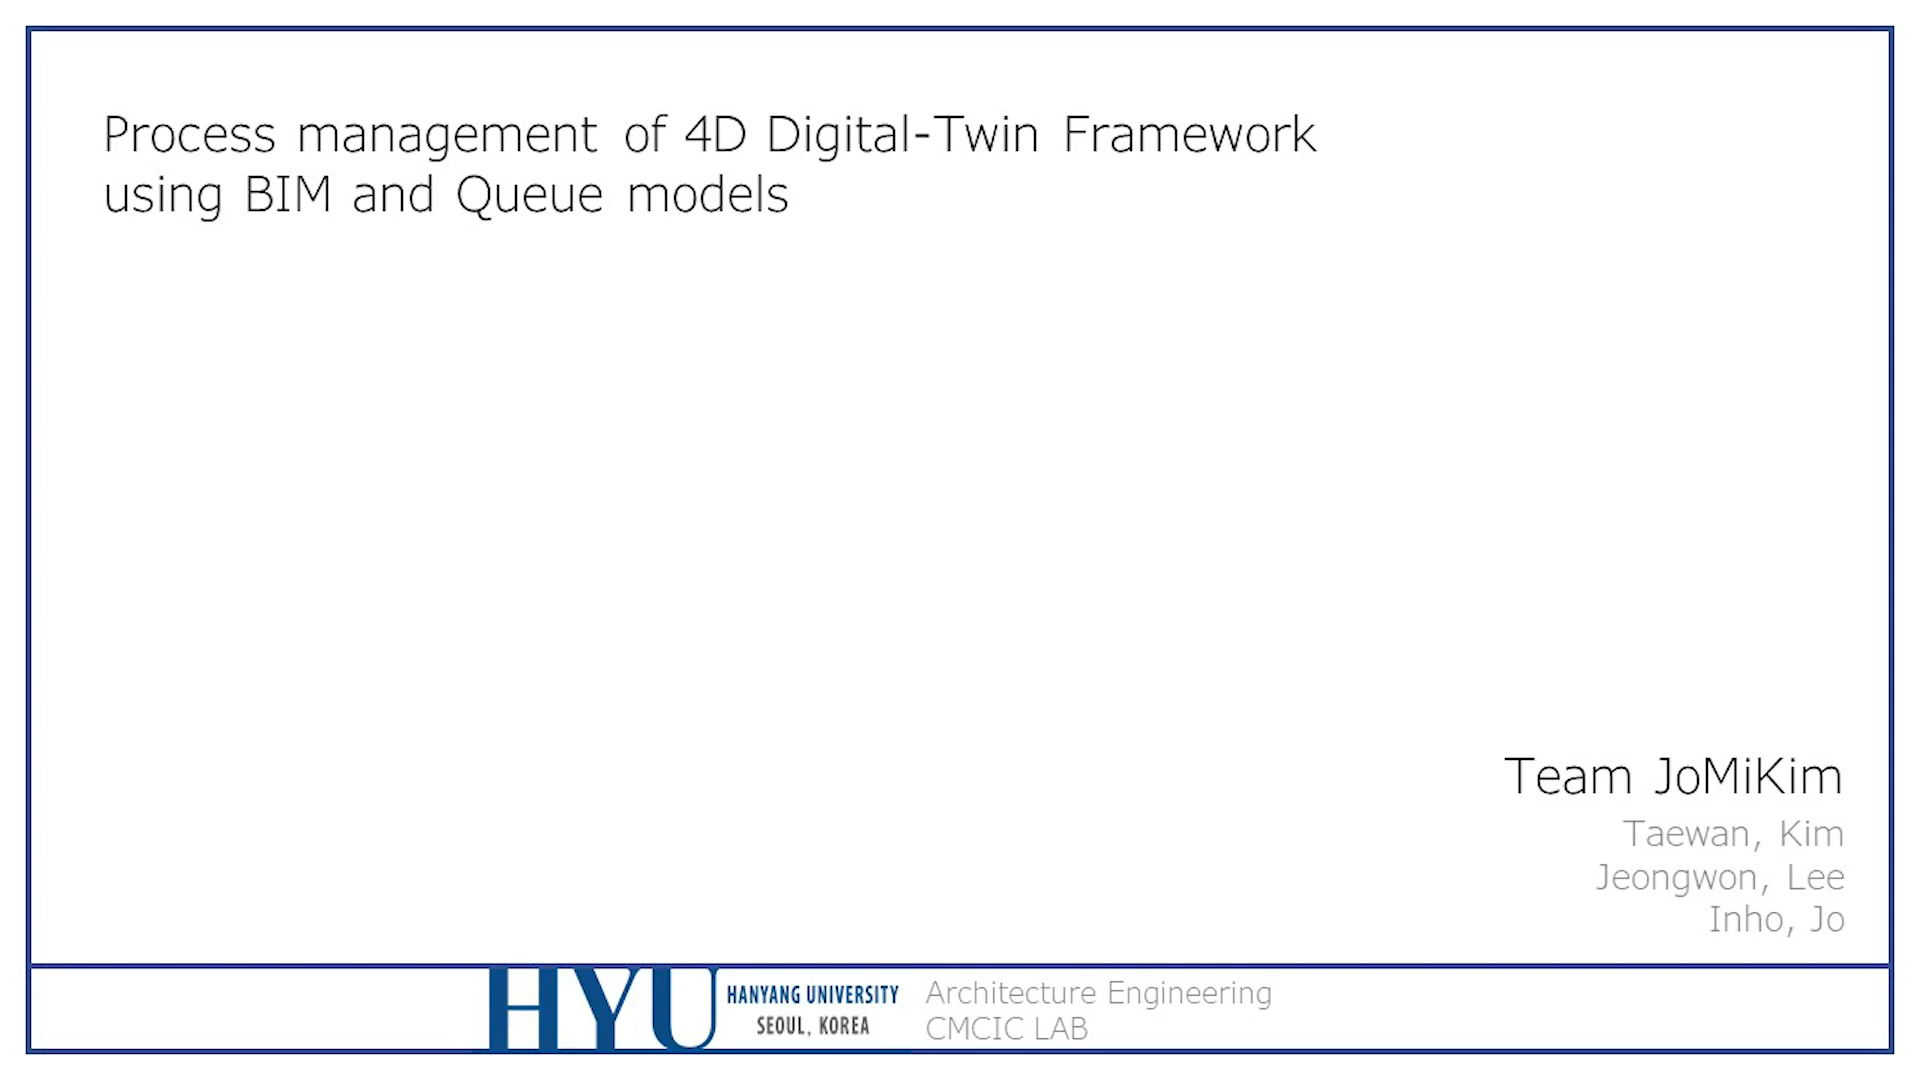 Process management of 4D Digital-Twin Framework
using BIM and Queue models
Team JoMiKim
Taewan, Kim
Jeongwon, Lee
Inho, Jo
HYU
HANYANG UNIVERSITY
SEOUL, KOREA
Architecture Engineering
CMCIC LAB